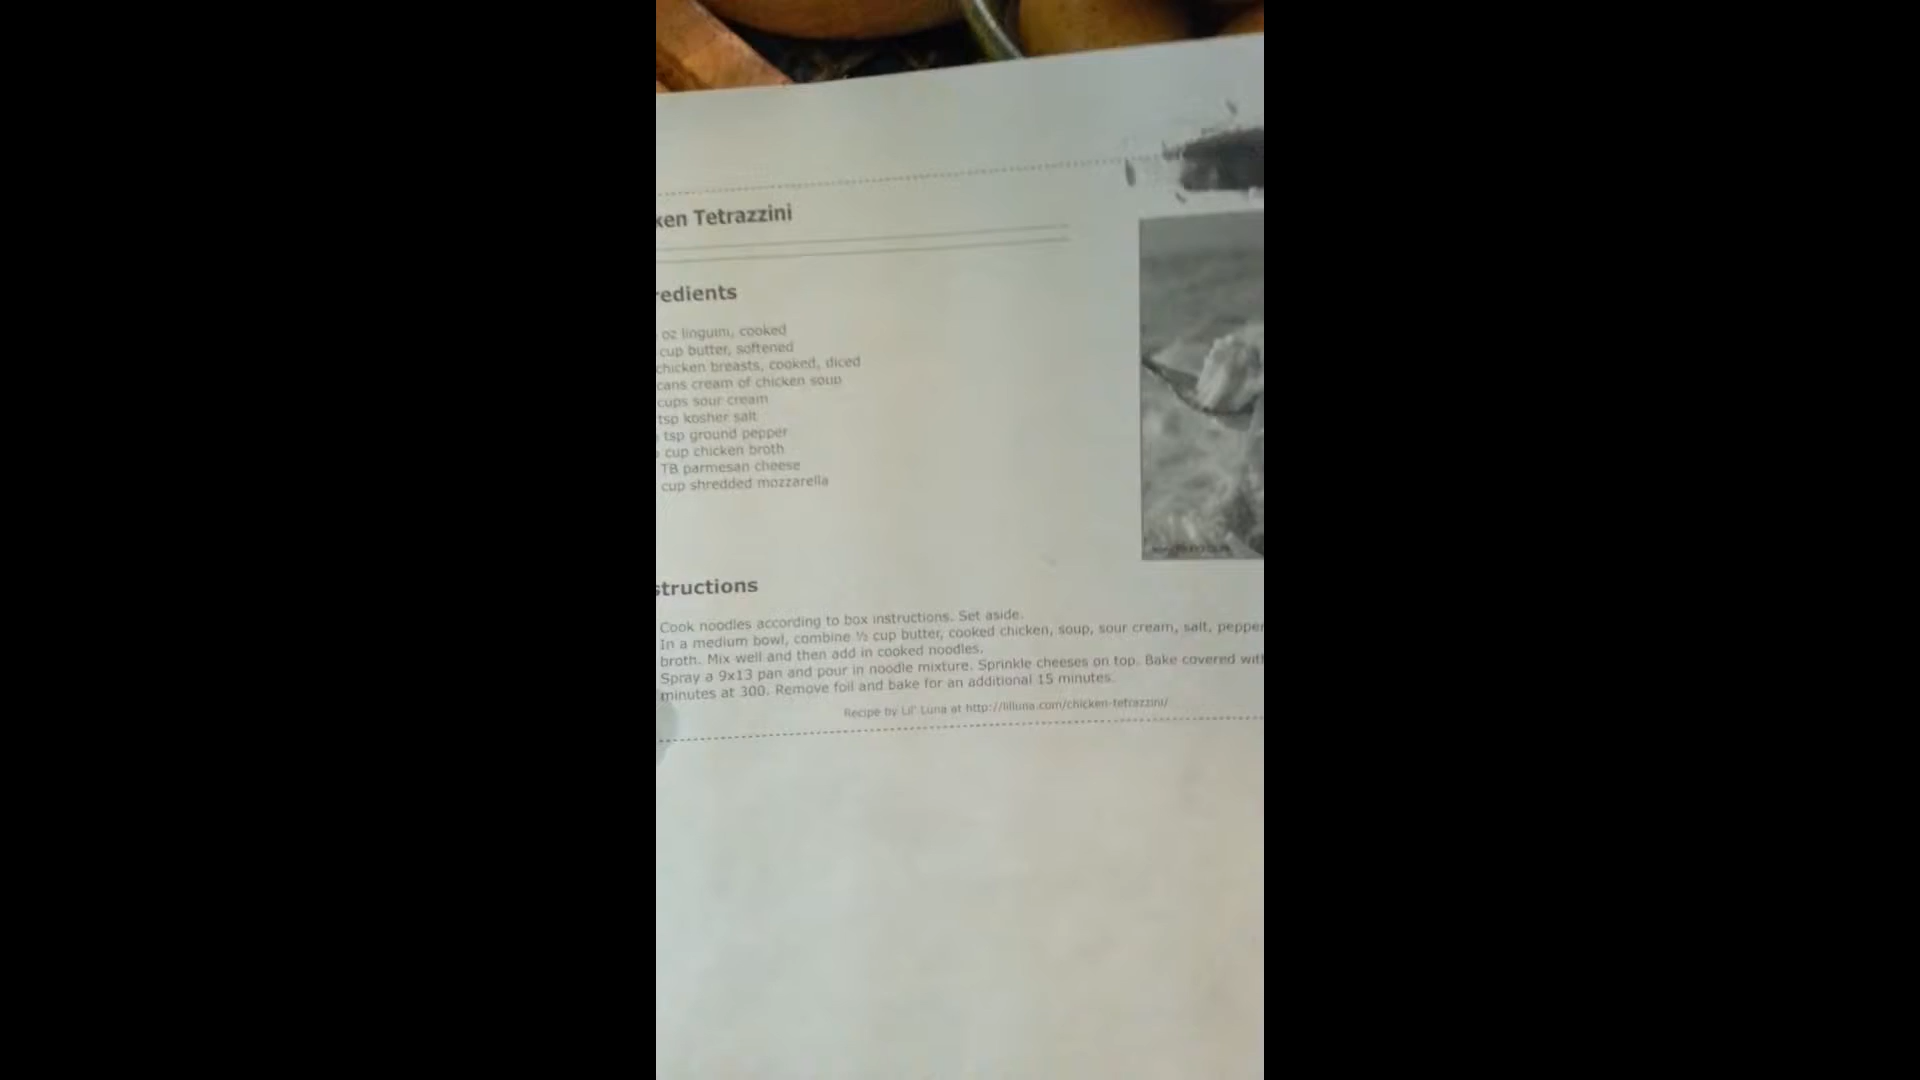 ken Tetrazzini
redients
oz linguini, cooked
cup butter, softened
chicken breasts, cooked, diced
cans cream of chicken soup
cups sour cream
tsp kosher salt
tsp ground pepper
cup chicken broth
TB parmesan cheese
cup shredded mozzarella
structions
Cook noodles according to box instructions. Set aside.
In a medium bowl, combine ½ cup butter, cooked chicken, soup, sour cream, salt, pepper
broth. Mix well and then add in cooked noodles.
Spray a 9x13 pan and pour in noodle mixture. Sprinkle cheeses on top. Bake covered with
minutes at 300. Remove foil and bake for an additional 15 minutes.
Recipe by Lil' Luna at http://lilluna.com/chicken-tetrazzini/